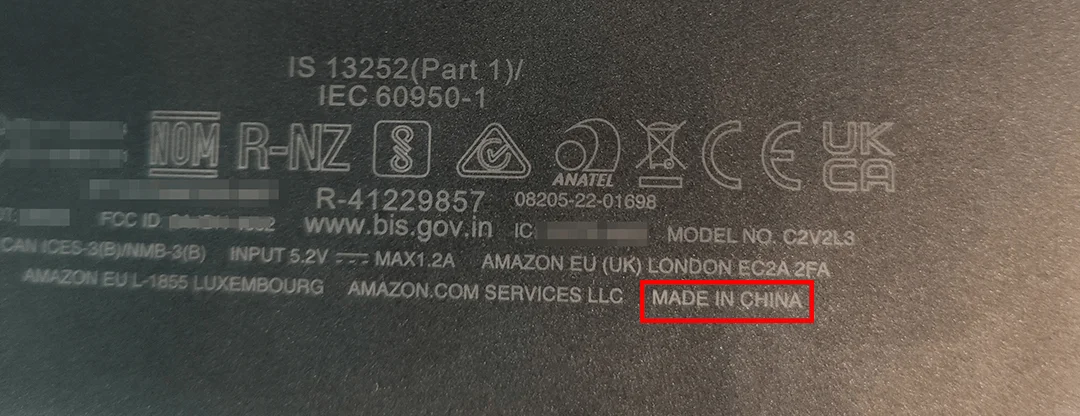 IS 13252(Part 1)/
IEC 60950-1
NOM R-NZ ANATEL CE UK CA
R-41229857 08205-22-01698
FCC ID www.bis.gov.in IC MODEL NO. C2V2L3
CAN ICES-3(B)/NMB-3(B) INPUT 5.2V MAX1.2A AMAZON EU (UK) LONDON EC2A 2FA
AMAZON EU L-1855 LUXEMBOURG AMAZON.COM SERVICES LLC MADE IN CHINA